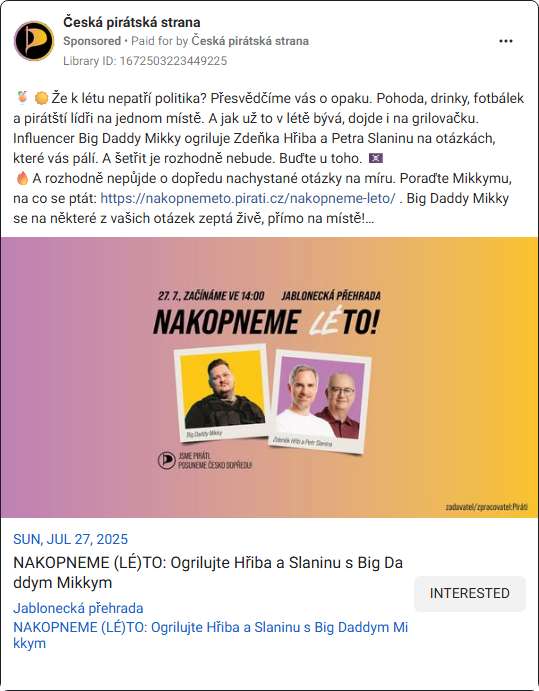 Česká pirátská strana
Sponsored • Paid for by Česká pirátská strana
Library ID: 1672503223449225
🍹🌞Že k létu nepatří politika? Přesvědčíme vás o opaku. Pohoda, drinky, fotbálek
a pirátští lídři na jednom místě. A jak už to v létě bývá, dojde i na grilovačku.
Influencer Big Daddy Mikky ogriluje Zdeňka Hřiba a Petra Slaninu na otázkách,
které vás pálí. A šetřit je rozhodně nebude. Buďte u toho. 🏴‍☠️
🔥A rozhodně nepůjde o dopředu nachystané otázky na míru. Poraďte Mikkymu,
na co se ptát: https://nakopnemeto.pirati.cz/nakopneme-leto/ . Big Daddy Mikky
se na některé z vašich otázek zeptá živě, přímo na místě!...
27. 7., ZAČÍNÁME VE 14:00 JABLONECKÁ PŘEHRADA
NAKOPNEME LÉTO!
Big Daddy Mikky
Zdeněk Hřib a Petr Slanina
JSME PIRÁTI.
POSUNEME ČESKO DOPŘEDU!
zadavatel/zpracovatel:Piráti
SUN, JUL 27, 2025
NAKOPNEME (LÉ)TO: Ogrilujte Hřiba a Slaninu s Big Da
ddym Mikkym
Jablonecká přehrada
NAKOPNEME (LÉ)TO: Ogrilujte Hřiba a Slaninu s Big Daddym Mi
kkym
INTERESTED